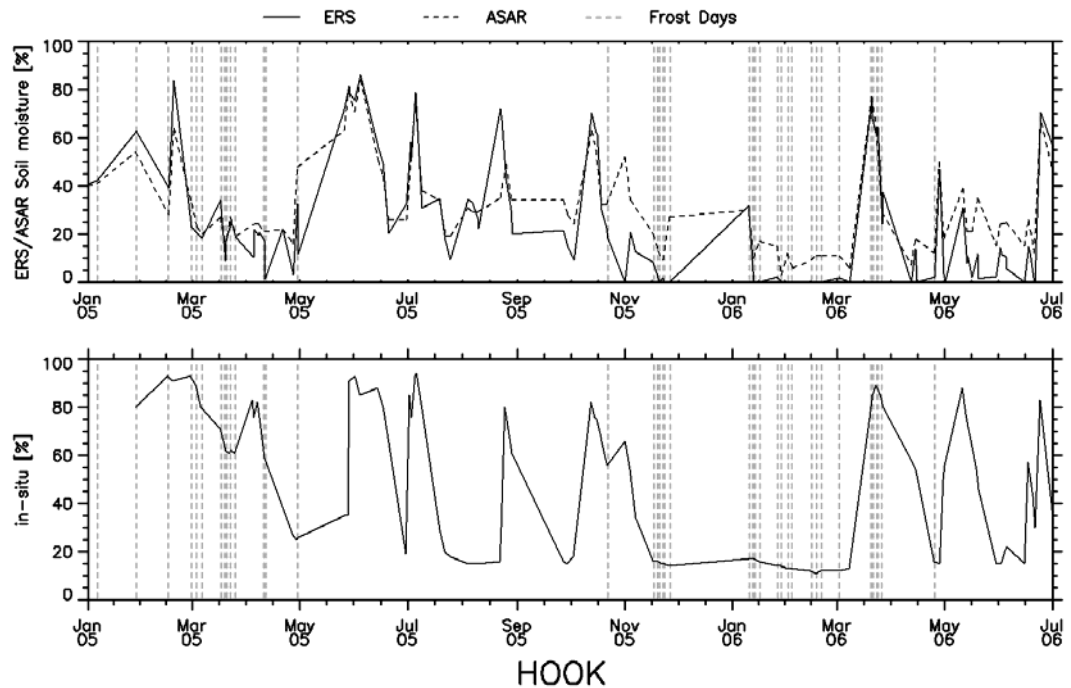 ERS ASAR Frost Days
ERS/ASAR Soil moisture [%]
100
80
60
40
20
0
Jan Mar May Jul Sep Nov Jan Mar May Jul
05 05 05 05 05 05 06 06 06 06
in-situ [%]
100
80
60
40
20
0
Jan Mar May Jul Sep Nov Jan Mar May Jul
05 05 05 05 05 05 06 06 06 06
HOOK